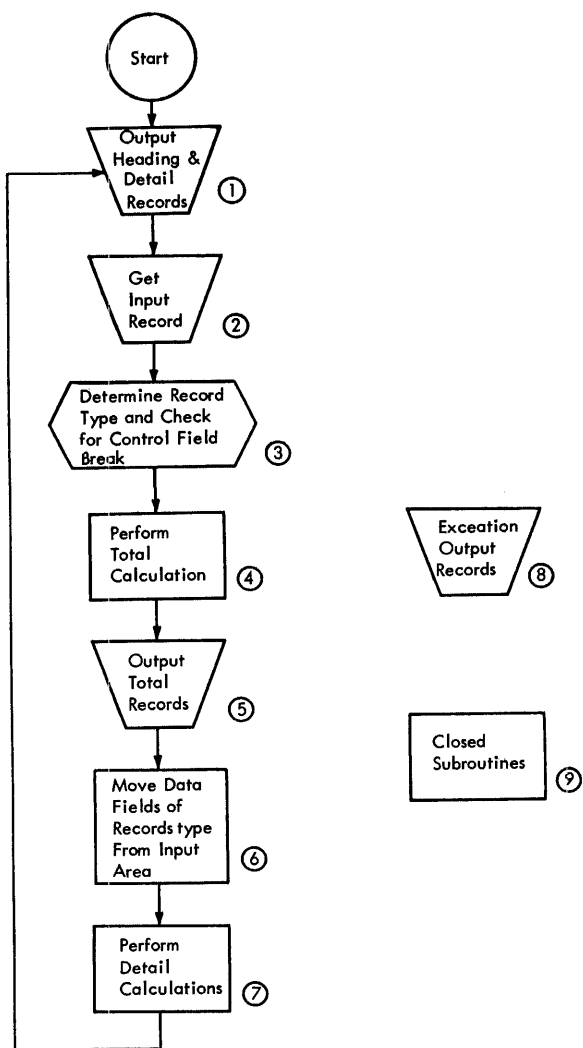 Start
Output
Heading &
Detail
Records
①
Get
Input
Record
②
Determine Record
Type and Check
for Control Field
Break
③
Perform
Total
Calculation
④
Output
Total
Records
⑤
Move Data
Fields of
Records type
From Input
Area
⑥
Perform
Detail
Calculations
⑦
Exceation
Output
Records
⑧
Closed
Subroutines
⑨